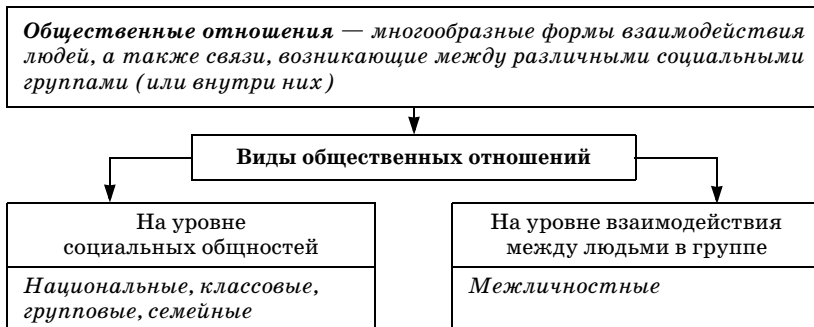 Общественные отношения — многообразные формы взаимодействия
людей, а также связи, возникающие между различными социальными
группами (или внутри них)
Виды общественных отношений
На уровне
социальных общностей
Национальные, классовые,
групповые, семейные
На уровне взаимодействия
между людьми в группе
Межличностные